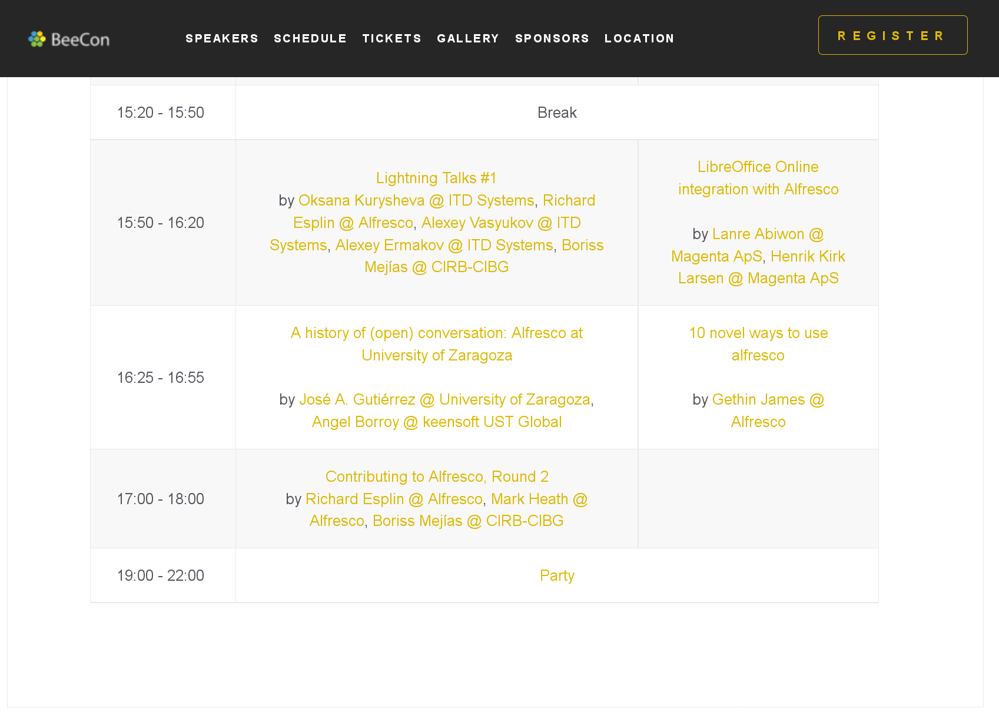 BeeCon
SPEAKERS SCHEDULE TICKETS GALLERY SPONSORS LOCATION
REGISTER
15:20 - 15:50
Break
15:50 - 16:20
Lightning Talks #1
by Oksana Kurysheva @ ITD Systems, Richard
Esplin @ Alfresco, Alexey Vasyukov @ ITD
Systems, Alexey Ermakov @ ITD Systems, Boriss
Mejías @ CIRB-CIBG
LibreOffice Online
integration with Alfresco
by Lanre Abiwon @
Magenta ApS, Henrik Kirk
Larsen @ Magenta ApS
16:25 - 16:55
A history of (open) conversation: Alfresco at
University of Zaragoza
by José A. Gutiérrez @ University of Zaragoza,
Angel Borroy @ keensoft UST Global
10 novel ways to use
alfresco
by Gethin James @
Alfresco
17:00 - 18:00
Contributing to Alfresco, Round 2
by Richard Esplin @ Alfresco, Mark Heath @
Alfresco, Boriss Mejías @ CIRB-CIBG
19:00 - 22:00
Party